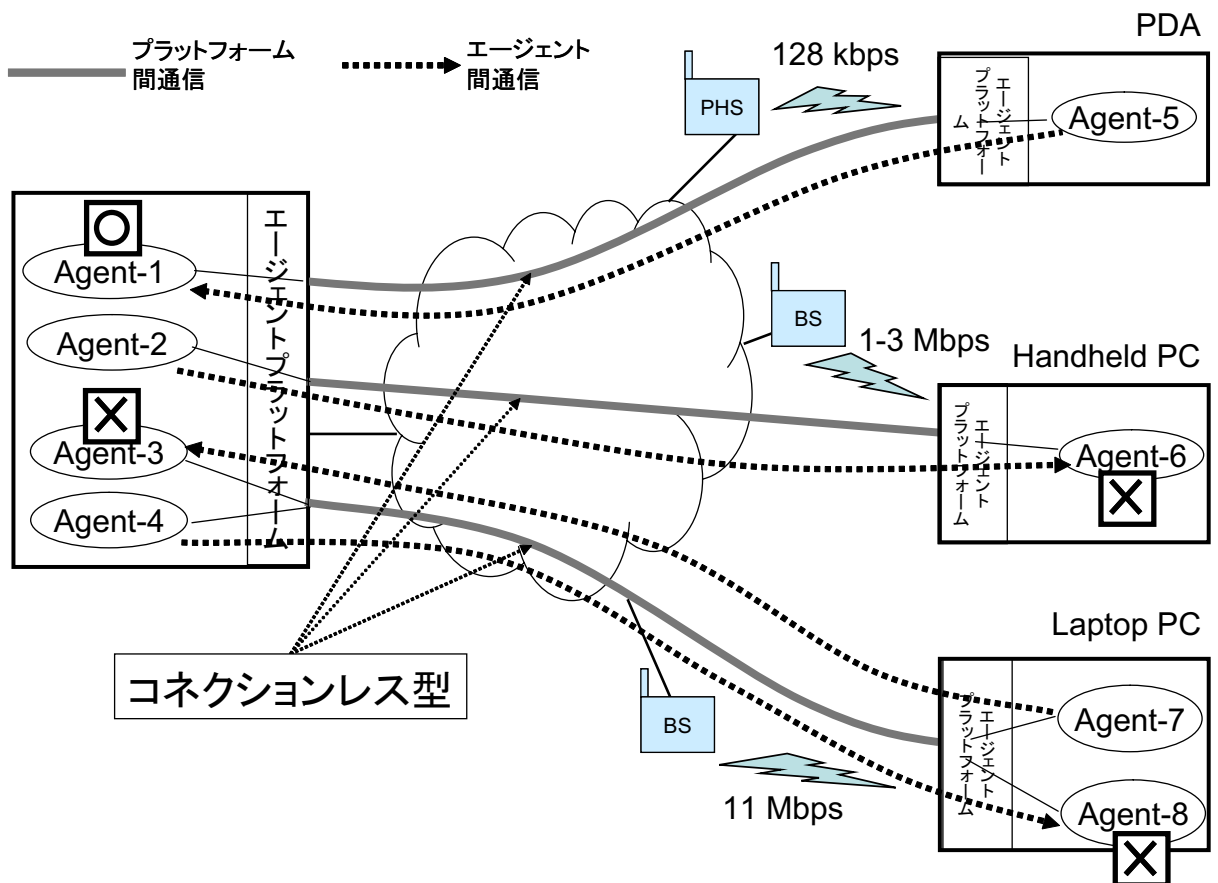 プラットフォーム
間通信
エージェント
間通信
128 kbps
PDA
PHS
エージェント
プラットフォーム
Agent-5
Agent-1
Agent-2
Agent-3
Agent-4
エージェントプラットフォーム
BS
1-3 Mbps
Handheld PC
エージェント
プラットフォーム
Agent-6
コネクションレス型
BS
11 Mbps
Laptop PC
エージェント
プラットフォーム
Agent-7
Agent-8